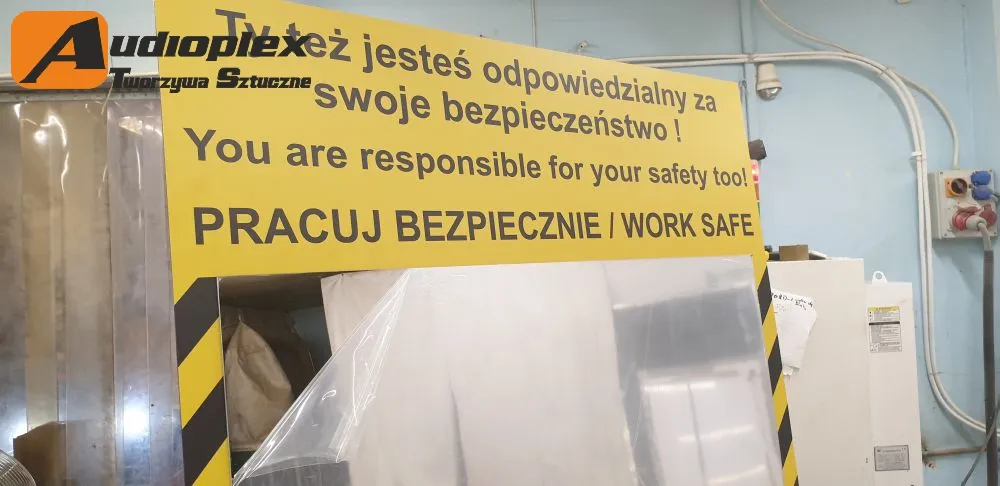 Audioplex
Tworzywa Sztuczne
Ty też jesteś odpowiedzialny za
swoje bezpieczeństwo !
You are responsible for your safety too!
PRACUJ BEZPIECZNIE / WORK SAFE